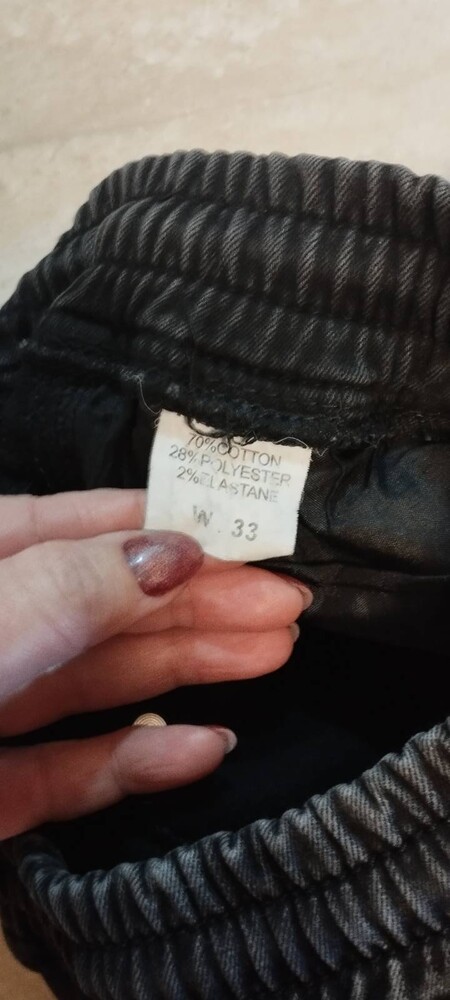 70%COTTON
28%POLYESTER
2%ELASTANE
W. 33